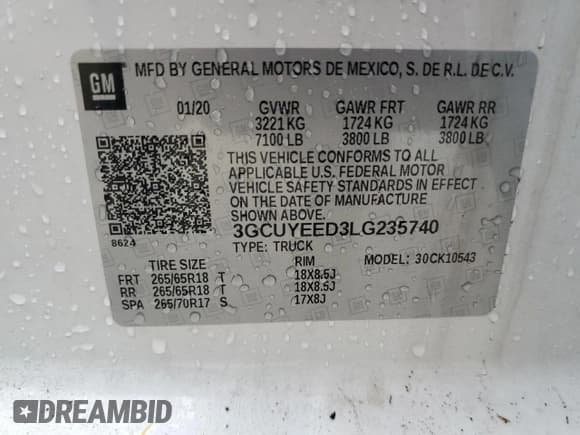 GM MFD BY GENERAL MOTORS DE MEXICO, S. DE R.L. DE C.V.
01/20 GVWR GAWR FRT GAWR RR
3221 KG 1724 KG 1724 KG
7100 LB 3800 LB 3800 LB
THIS VEHICLE CONFORMS TO ALL
APPLICABLE U.S. FEDERAL MOTOR
VEHICLE SAFETY STANDARDS IN EFFECT
ON THE DATE OF MANUFACTURE
SHOWN ABOVE.
8624 3GCUYEED3LG235740
TYPE: TRUCK
TIRE SIZE RIM MODEL: 30CK10543
FRT 265/65R18 T 18X8.5J
RR 265/65R18 T 18X8.5J
SPA 265/70R17 S 17X8J
DREAMBID